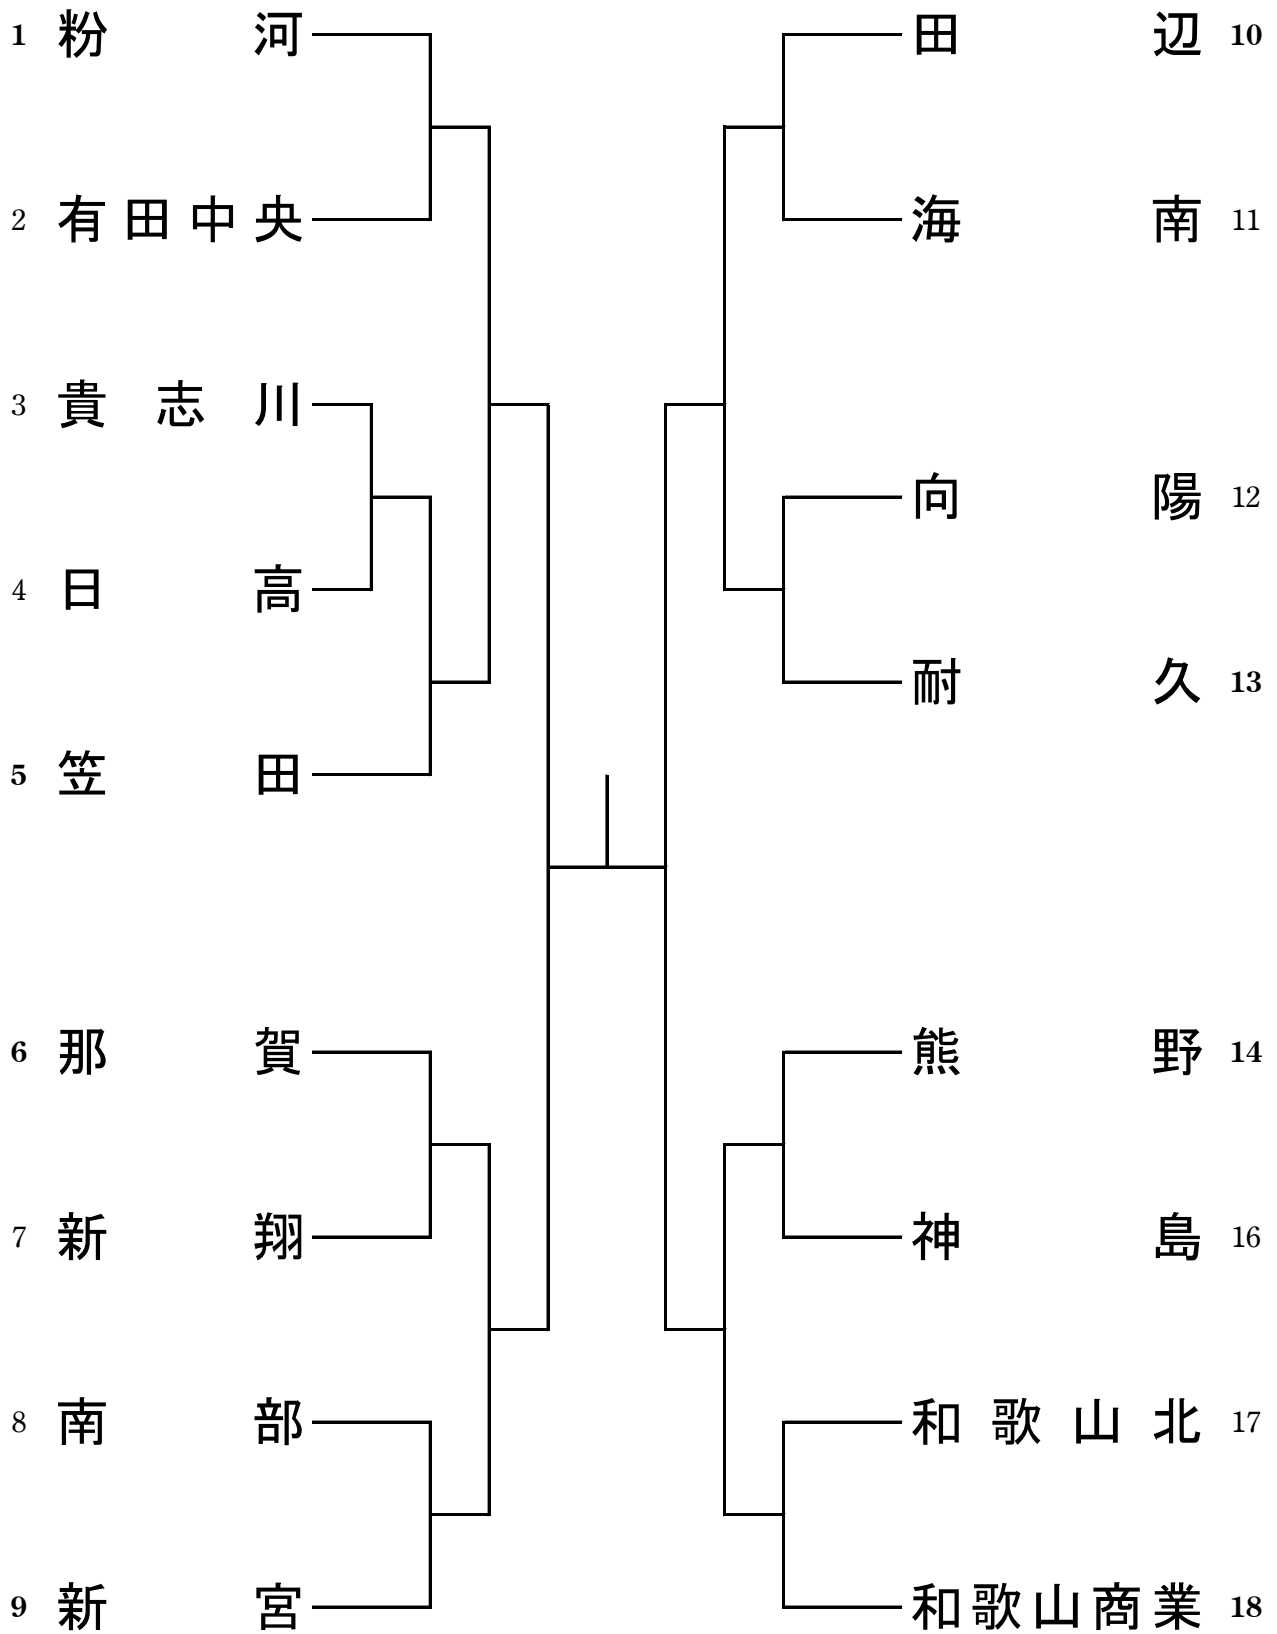 1 粉河
2 有田中央
3 貴志川
4 日高
5 笠田
6 那賀
7 新翔
8 南部
9 新宮
田辺 10
海南 11
向陽 12
耐久 13
熊野 14
神島 16
和歌山北 17
和歌山商業 18